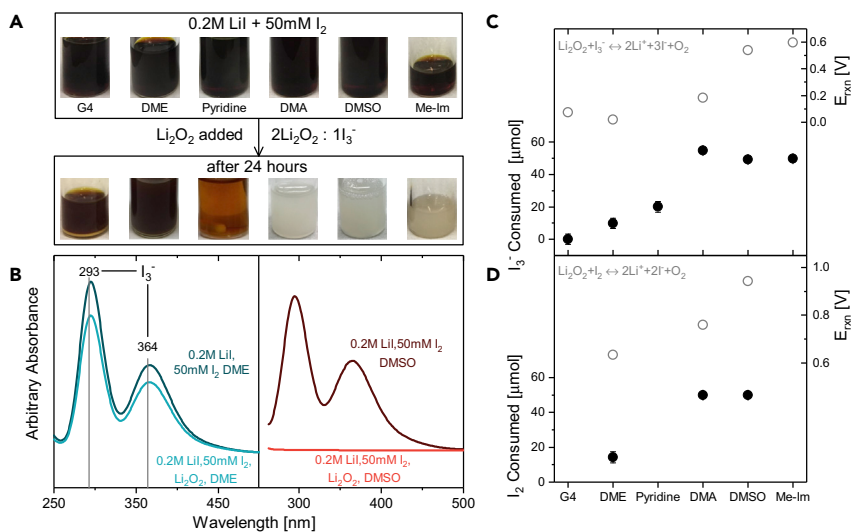 A
0.2M LiI + 50mM I₂
G4 DME Pyridine DMA DMSO Me-Im
Li₂O₂ added 2Li₂O₂ : 1I₃⁻
after 24 hours
B
293 I₃⁻
364
0.2M LiI,
50mM I₂ DME
0.2M LiI,50mM I₂,
Li₂O₂, DME
0.2M LiI,50mM I₂
DMSO
0.2M LiI,50mM I₂,
Li₂O₂, DMSO
Arbitrary Absorbance
250 300 350 400 450 300 400 500
Wavelength [nm]
C
Li₂O₂+I₃⁻ ↔ 2Li⁺+3I⁻+O₂
I₃⁻ Consumed [μmol]
60
40
20
0
0.6
0.4
0.2
0.0
E_rxn [V]
D
Li₂O₂+I₂ ↔ 2Li⁺+2I⁻+O₂
I₂ Consumed [μmol]
60
40
20
0
1.0
0.8
0.6
E_rxn [V]
G4 DME Pyridine DMA DMSO Me-Im